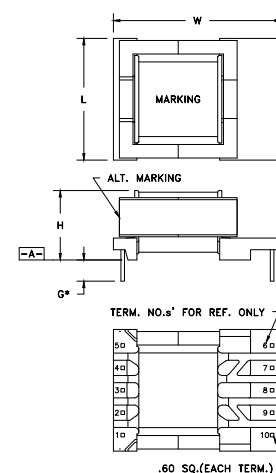 W
L
MARKING
ALT. MARKING
H
-A-
G*
TERM. NO.s' FOR REF. ONLY
5 6
4 7
3 8
2 9
1 10
.60 SQ.(EACH TERM.)